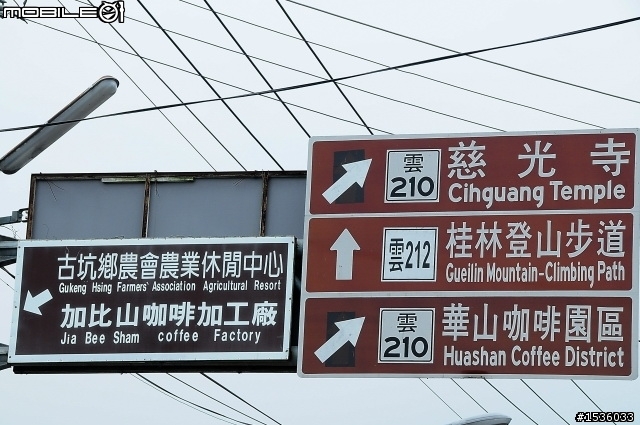 MOBILE01
古坑鄉農會農業休閒中心
Gukeng Hsing Farmers' Association Agricultural Resort
加比山咖啡加工廠
Jia Bee Sham coffee Factory
雲
210
慈光寺
Cihguang Temple
雲212
桂林登山步道
Gueilin Mountain-Climbing Path
雲
210
華山咖啡園區
Huashan Coffee District
#1536033